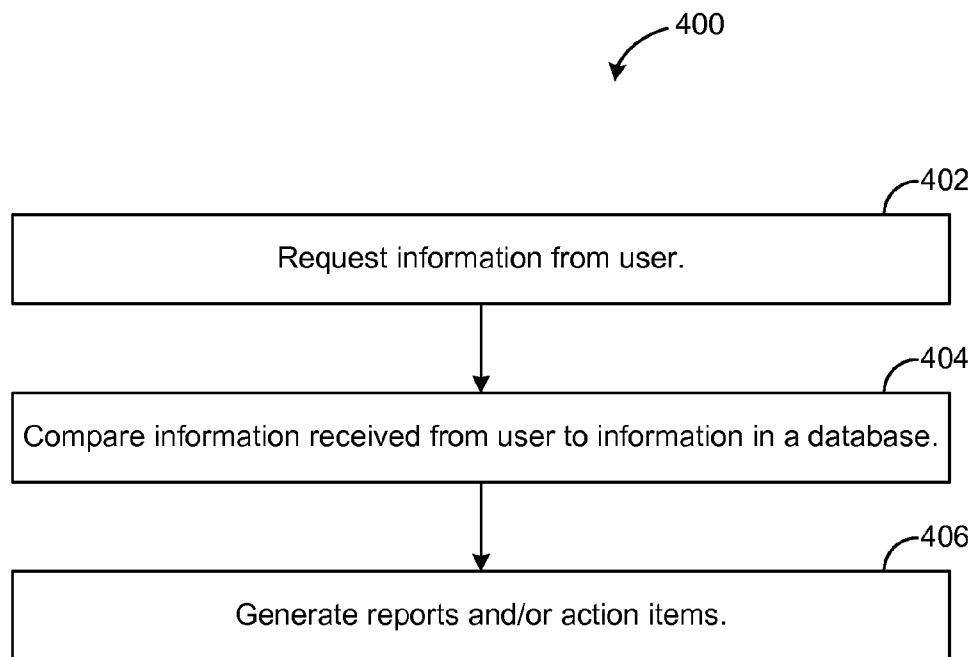 400
402
Request information from user.
404
Compare information received from user to information in a database.
406
Generate reports and/or action items.